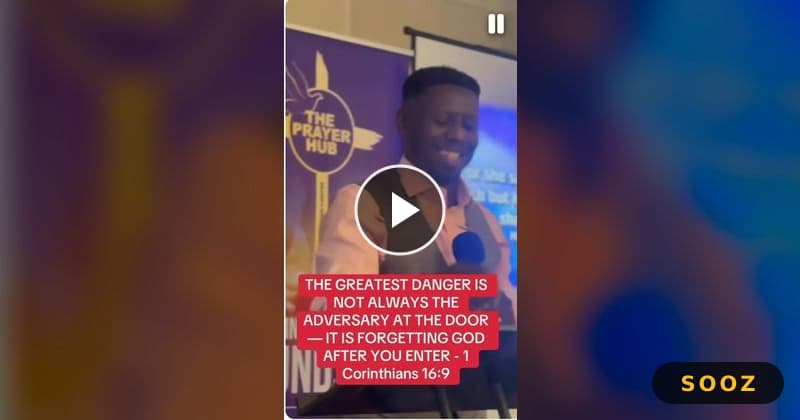 THE
PRAYER
HUB
THE GREATEST DANGER IS
NOT ALWAYS THE
ADVERSARY AT THE DOOR
— IT IS FORGETTING GOD
AFTER YOU ENTER - 1
Corinthians 16:9
SOOZ